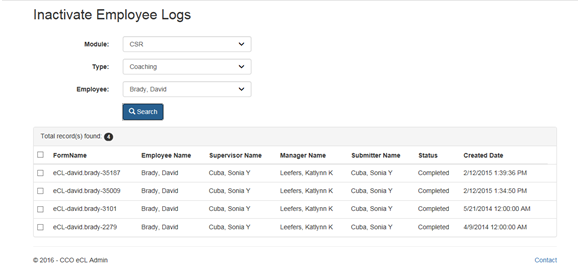 Inactivate Employee Logs
Module: CSR
Type: Coaching
Employee: Brady, David
Search
Total record(s) found: 4
FormName Employee Name Supervisor Name Manager Name Submitter Name Status Created Date
eCL-david.brady-35187 Brady, David Cuba, Sonia Y Leefers, Katlynn K Cuba, Sonia Y Completed 2/12/2015 1:39:36 PM
eCL-david.brady-35009 Brady, David Cuba, Sonia Y Leefers, Katlynn K Cuba, Sonia Y Completed 2/12/2015 1:34:50 PM
eCL-david.brady-3101 Brady, David Cuba, Sonia Y Leefers, Katlynn K Cuba, Sonia Y Completed 5/21/2014 12:00:00 AM
eCL-david.brady-2279 Brady, David Cuba, Sonia Y Leefers, Katlynn K Cuba, Sonia Y Completed 4/9/2014 12:00:00 AM
© 2016 - CCO eCL Admin Contact